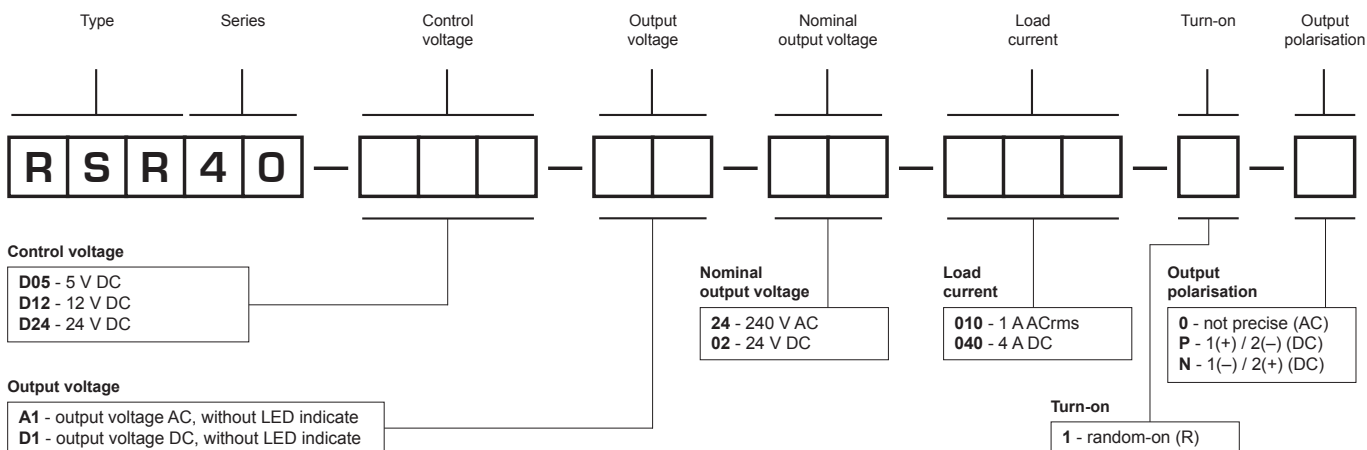 Type Series Control Output Nominal Load Turn-on Output
voltage voltage output voltage current polarisation
R S R 4 0 — — — — — —
Control voltage
D05 - 5 V DC
D12 - 12 V DC
D24 - 24 V DC
Output voltage
A1 - output voltage AC, without LED indicate
D1 - output voltage DC, without LED indicate
Nominal
output voltage
24 - 240 V AC
02 - 24 V DC
Load
current
010 - 1 A ACrms
040 - 4 A DC
Turn-on
1 - random-on (R)
Output
polarisation
0 - not precise (AC)
P - 1(+) / 2(–) (DC)
N - 1(–) / 2(+) (DC)